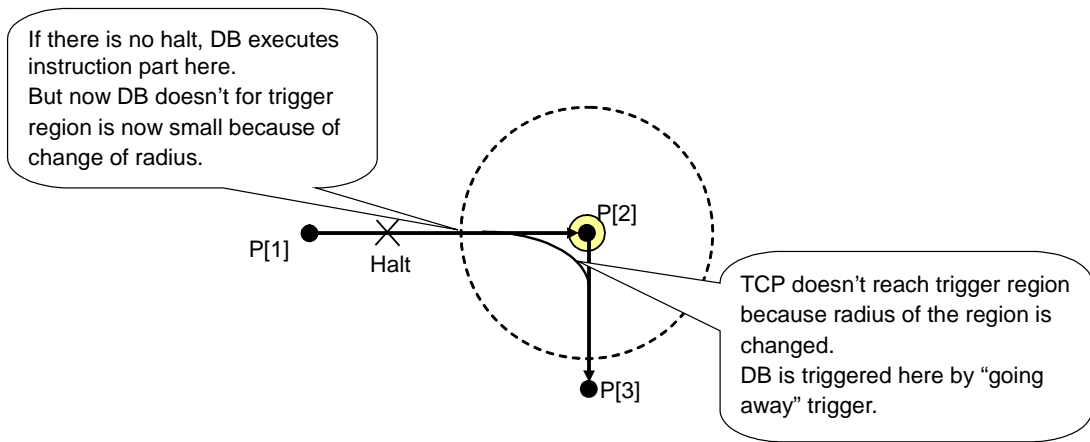 If there is no halt, DB executes
instruction part here.
But now DB doesn’t for trigger
region is now small because of
change of radius.
P[2]
P[1]
Halt
TCP doesn’t reach trigger region
because radius of the region is
changed.
DB is triggered here by “going
away” trigger.
P[3]